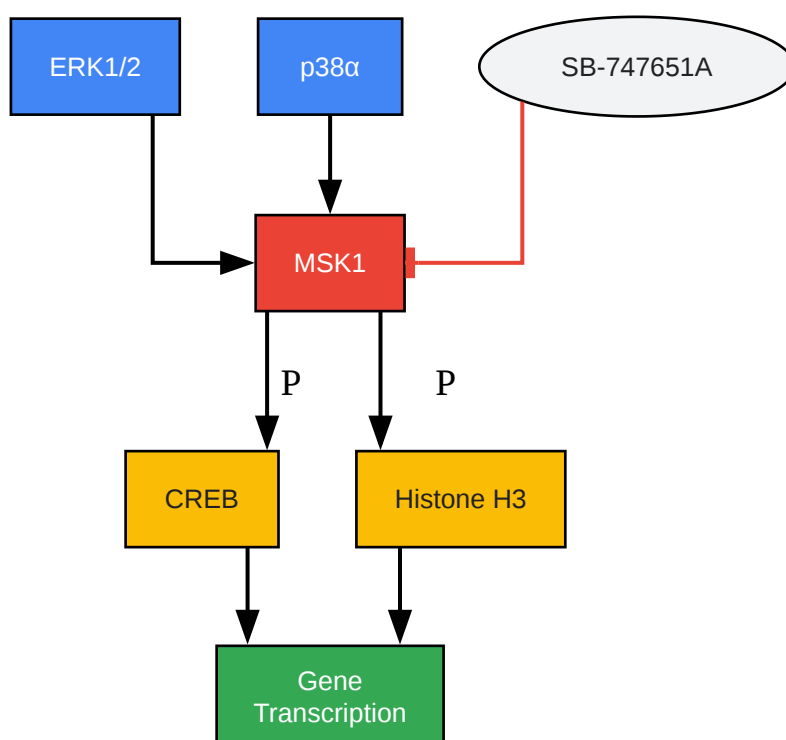 ERK1/2
p38α
SB-747651A
MSK1
P
P
CREB
Histone H3
Gene
Transcription